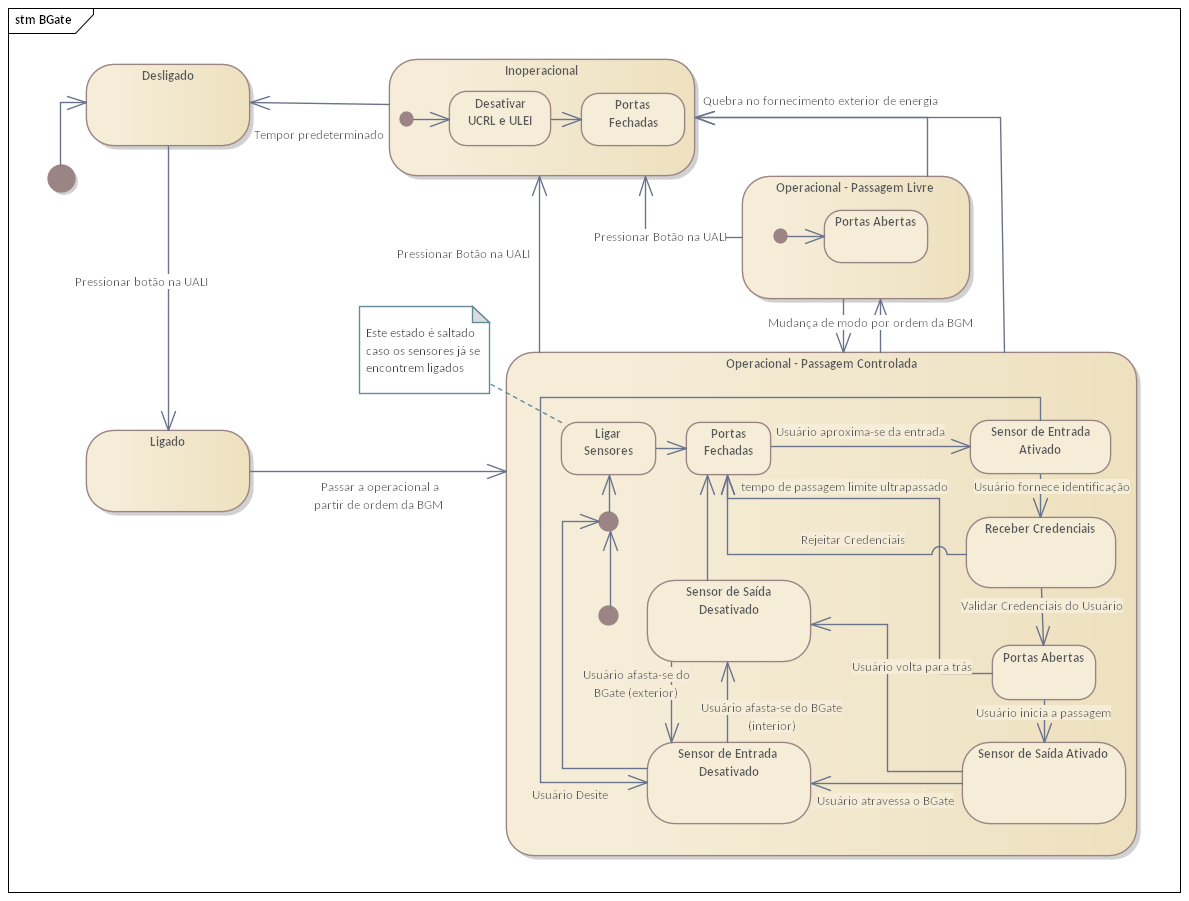 stm BGate
Desligado
Inoperacional
Desativar
UCRL e ULEI
Portas
Fechadas
Quebra no fornecimento exterior de energia
Tempor predeterminado
Operacional - Passagem Livre
Portas Abertas
Pressionar Botão na UALI
Pressionar Botão na UALI
Pressionar botão na UALI
Mudança de modo por ordem da BGM
Este estado é saltado
caso os sensores já se
encontrem ligados
Operacional - Passagem Controlada
Ligado
Passar a operacional a
partir de ordem da BGM
Ligar
Sensores
Portas
Fechadas
Usuário aproxima-se da entrada
Sensor de Entrada
Ativado
tempo de passagem limite ultrapassado
Usuário fornece identificação
Receber Credenciais
Rejeitar Credenciais
Sensor de Saída
Desativado
Validar Credenciais do Usuário
Portas Abertas
Usuário volta para trás
Usuário afasta-se do
BGate (exterior)
Usuário afasta-se do BGate
(interior)
Usuário inicia a passagem
Sensor de Entrada
Desativado
Sensor de Saída Ativado
Usuário Desite
Usuário atravessa o BGate